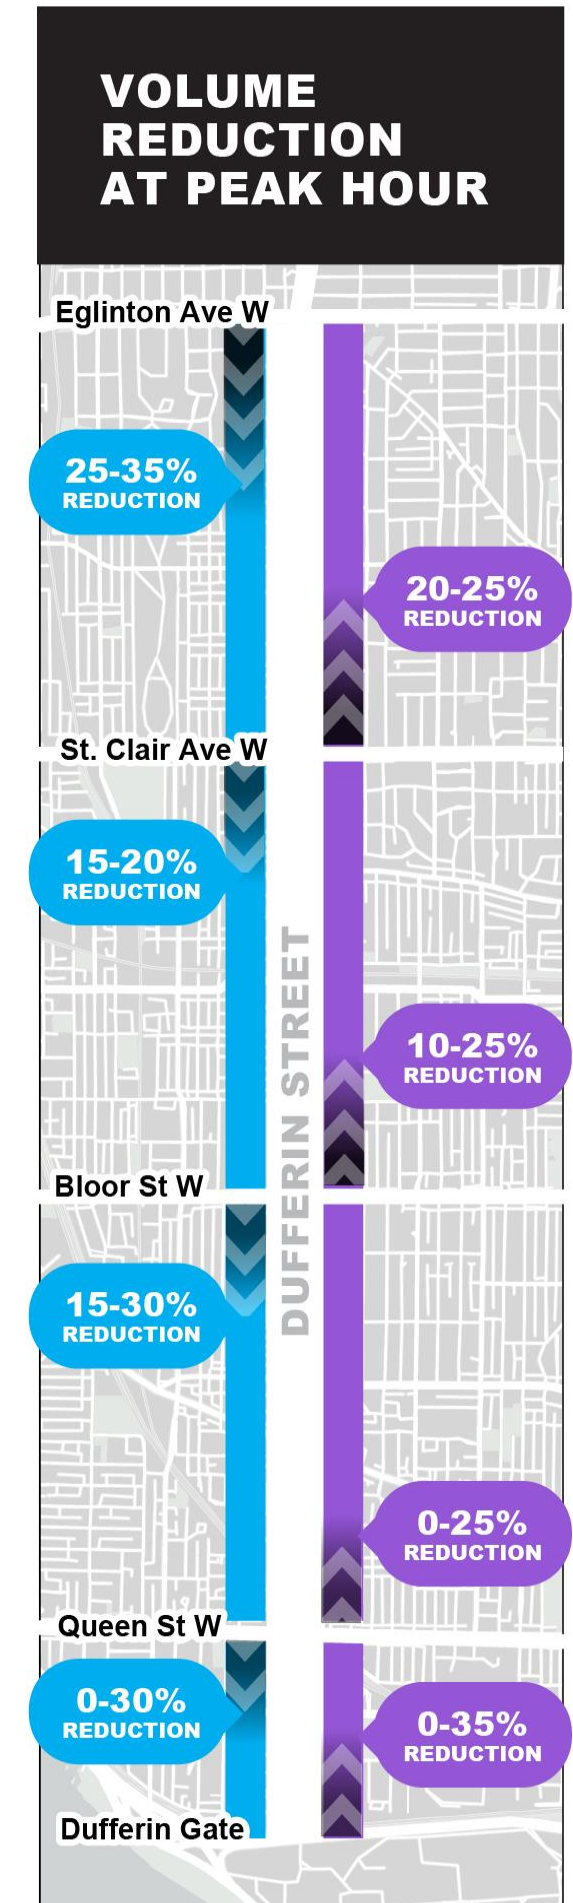 VOLUME
REDUCTION
AT PEAK HOUR
Eglinton Ave W
25-35%
REDUCTION
20-25%
REDUCTION
St. Clair Ave W
15-20%
REDUCTION
DUFFERIN STREET
10-25%
REDUCTION
Bloor St W
15-30%
REDUCTION
0-25%
REDUCTION
Queen St W
0-30%
REDUCTION
0-35%
REDUCTION
Dufferin Gate